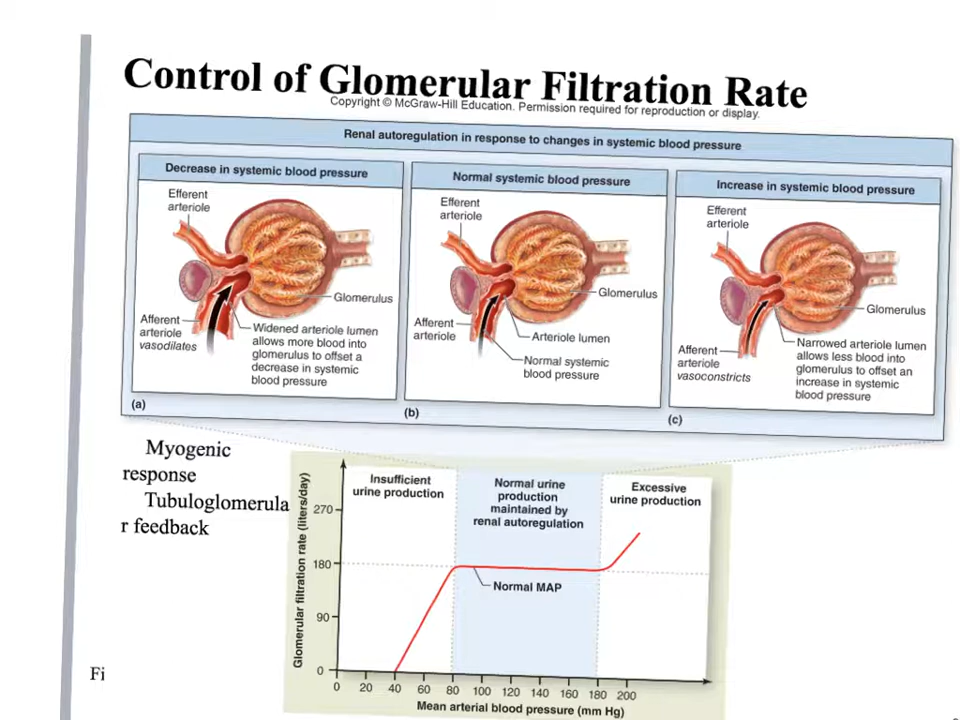 Control of Glomerular Filtration Rate
Copyright © McGraw-Hill Education. Permission required for reproduction or display.
Renal autoregulation in response to changes in systemic blood pressure
Decrease in systemic blood pressure
Efferent
arteriole
Glomerulus
Afferent
arteriole
vasodilates
Widened arteriole lumen
allows more blood into
glomerulus to offset a
decrease in systemic
blood pressure
(a)
Normal systemic blood pressure
Efferent
arteriole
Glomerulus
Afferent
arteriole
Arteriole lumen
Normal systemic
blood pressure
(b)
Increase in systemic blood pressure
Efferent
arteriole
Glomerulus
Afferent
arteriole
vasoconstricts
Narrowed arteriole lumen
allows less blood into
glomerulus to offset an
increase in systemic
blood pressure
(c)
Myogenic
response
Tubuloglomerula
r feedback
Glomerular filtration rate (liters/day)
270
180
90
0
Insufficient
urine production
Normal urine
production
maintained by
renal autoregulation
Excessive
urine production
Normal MAP
0 20 40 60 80 100 120 140 160 180 200
Mean arterial blood pressure (mm Hg)
Fi